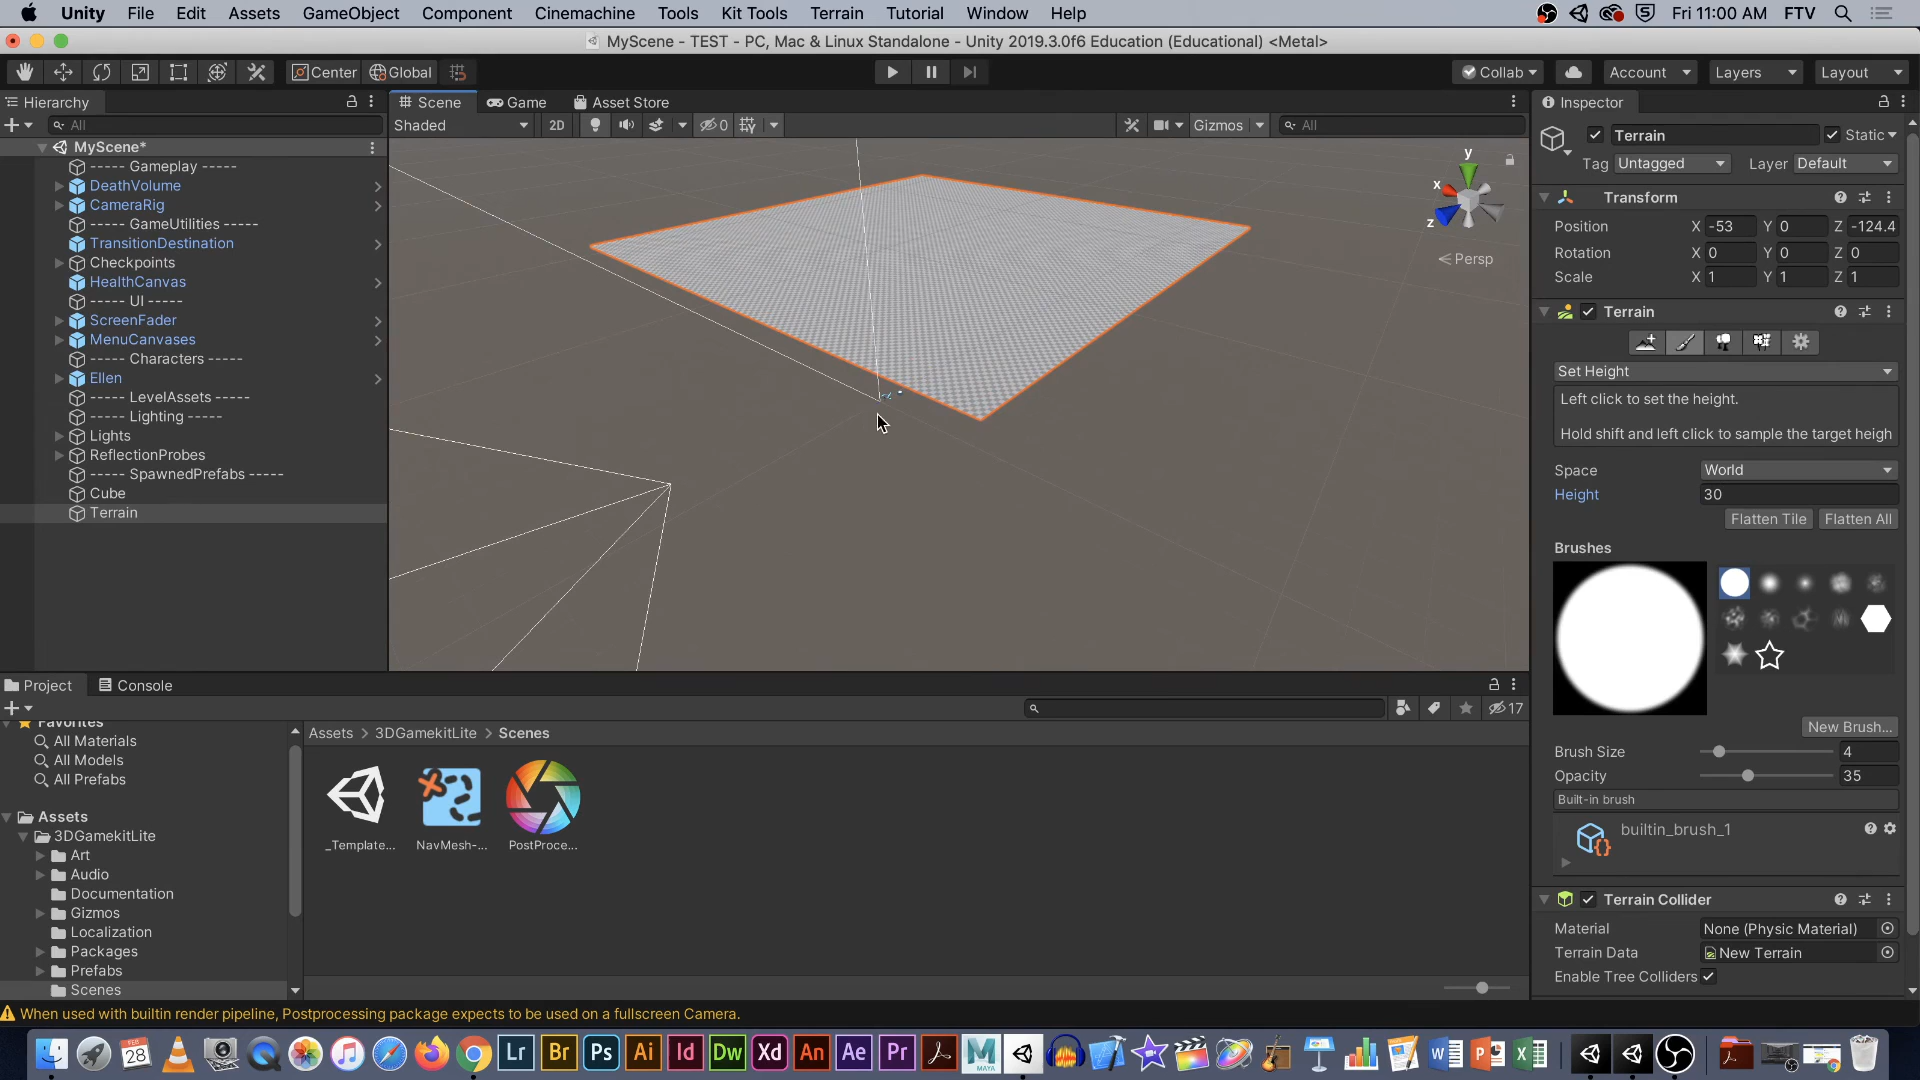 Unity File Edit Assets GameObject Component Cinemachine Tools Kit Tools Terrain Tutorial Window Help Fri 11:00 AM FTV
MyScene - TEST - PC, Mac & Linux Standalone - Unity 2019.3.0f6 Education (Educational) <Metal>
Center Global Collab Account Layers Layout
Hierarchy
All
MyScene*
----- Gameplay -----
DeathVolume
CameraRig
----- GameUtilities -----
TransitionDestination
Checkpoints
HealthCanvas
----- UI -----
ScreenFader
MenuCanvases
----- Characters -----
Ellen
----- LevelAssets -----
----- Lighting -----
Lights
ReflectionProbes
----- SpawnedPrefabs -----
Cube
Terrain
Scene Game Asset Store
Shaded 2D 0 Gizmos All
y
x
z
Persp
Inspector
Terrain Static
Tag Untagged Layer Default
Transform
Position X -53 Y 0 Z -124.4
Rotation X 0 Y 0 Z 0
Scale X 1 Y 1 Z 1
Terrain
Set Height
Left click to set the height.
Hold shift and left click to sample the target heigh
Space World
Height 30
Flatten Tile Flatten All
Brushes
New Brush...
Brush Size 4
Opacity 35
Built-in brush
builtin_brush_1
Terrain Collider
Material None (Physic Material)
Terrain Data New Terrain
Enable Tree Colliders
Project Console
17
Favorites
All Materials
All Models
All Prefabs
Assets
3DGamekitLite
Art
Audio
Documentation
Gizmos
Localization
Packages
Prefabs
Scenes
Assets > 3DGamekitLite > Scenes
_Template... NavMesh-... PostProce...
When used with builtin render pipeline, Postprocessing package expects to be used on a fullscreen Camera.
FEB 28 Lr Br Ps Ai Id Dw Xd An Ae Pr M MAYA W P X